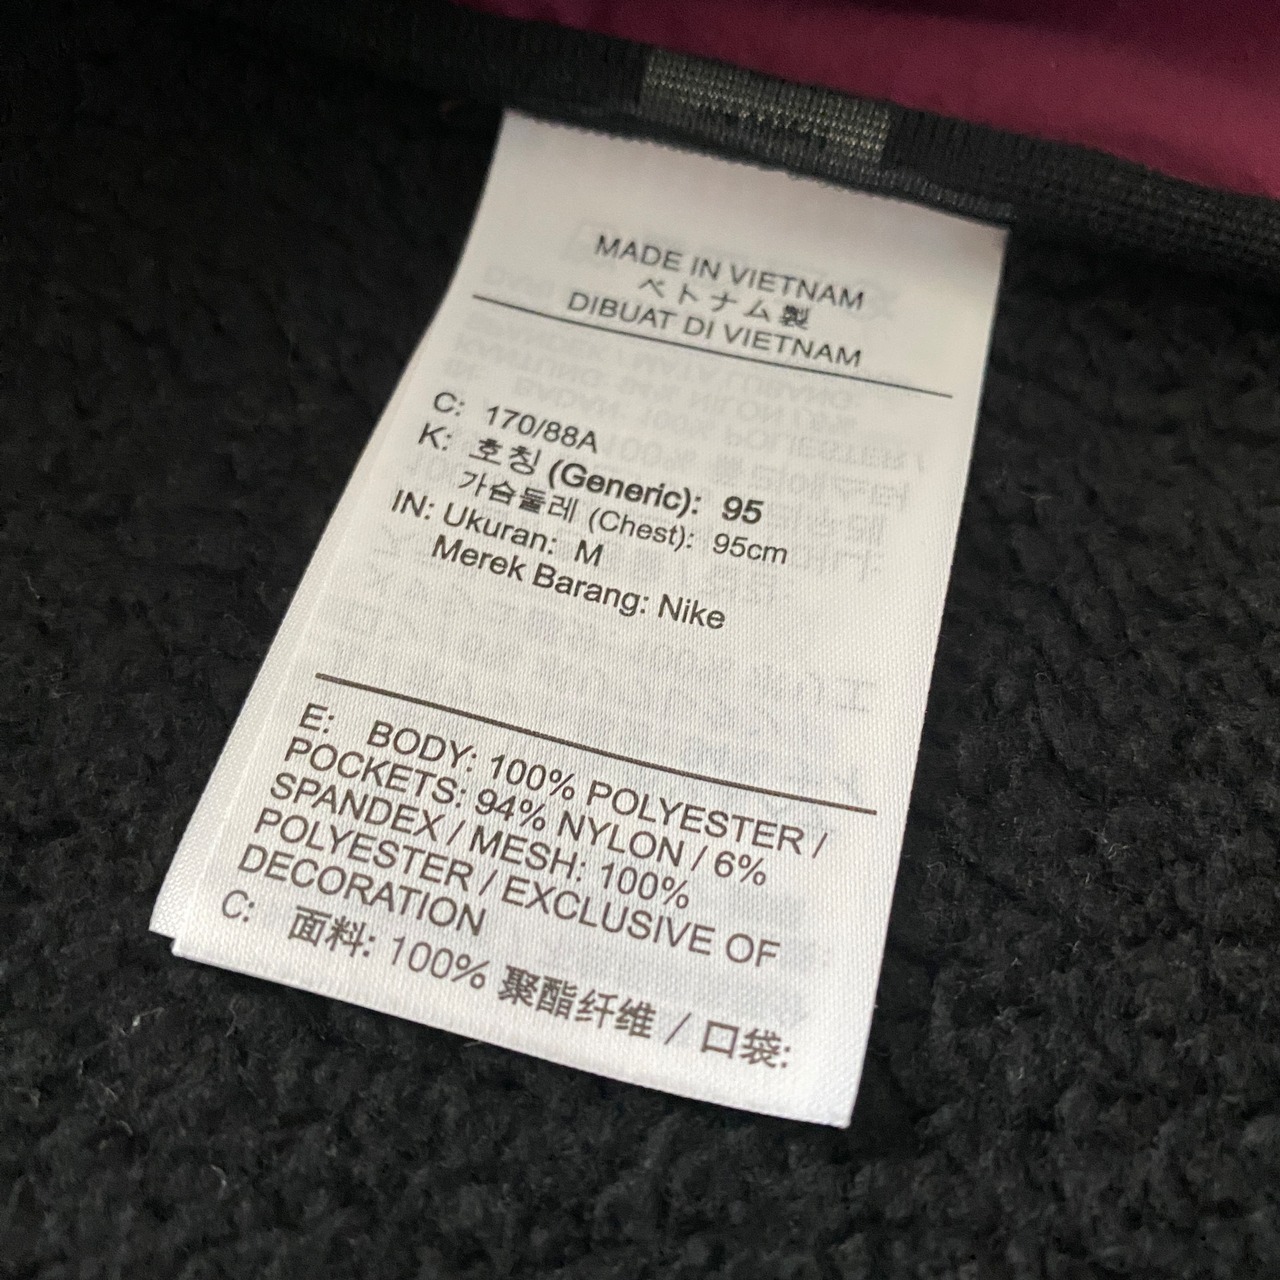 MADE IN VIETNAM
ベトナム製
DIBUAT DI VIETNAM
C: 170/88A
K: 호칭 (Generic): 95
가슴둘레 (Chest): 95cm
IN: Ukuran: M
Merek Barang: Nike
E: BODY: 100% POLYESTER /
POCKETS: 94% NYLON / 6%
SPANDEX / MESH: 100%
POLYESTER / EXCLUSIVE OF
DECORATION
C: 面料: 100% 聚酯纤维 / 口袋: